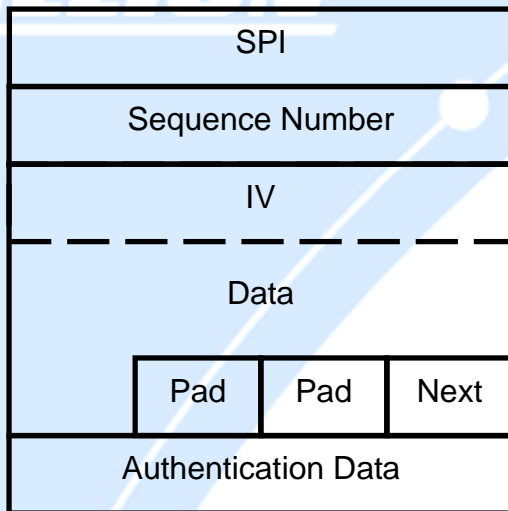 SPI
Sequence Number
IV
Data
Pad Pad Next
Authentication Data